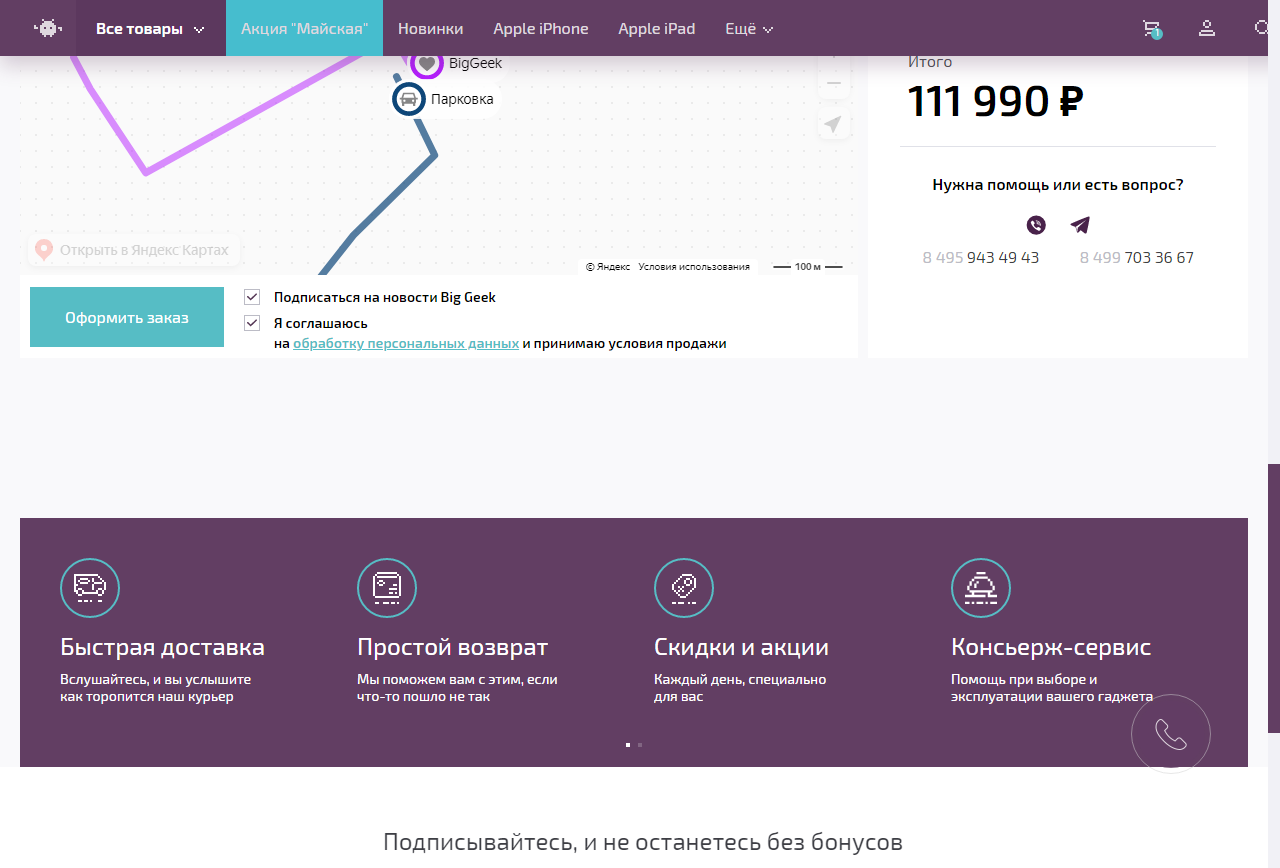 Все товары
Акция "Майская"
Новинки
Apple iPhone
Apple iPad
Ещё
1
BigGeek
Парковка
Открыть в Яндекс Картах
© Яндекс Условия использования
100 м
Итого
111 990 ₽
Нужна помощь или есть вопрос?
8 495 943 49 43
8 499 703 36 67
Оформить заказ
Подписаться на новости Big Geek
Я соглашаюсь
на обработку персональных данных и принимаю условия продажи
Быстрая доставка
Вслушайтесь, и вы услышите
как торопится наш курьер
Простой возврат
Мы поможем вам с этим, если
что-то пошло не так
Скидки и акции
Каждый день, специально
для вас
Консьерж-сервис
Помощь при выборе и
эксплуатации вашего гаджета
Подписывайтесь, и не останетесь без бонусов